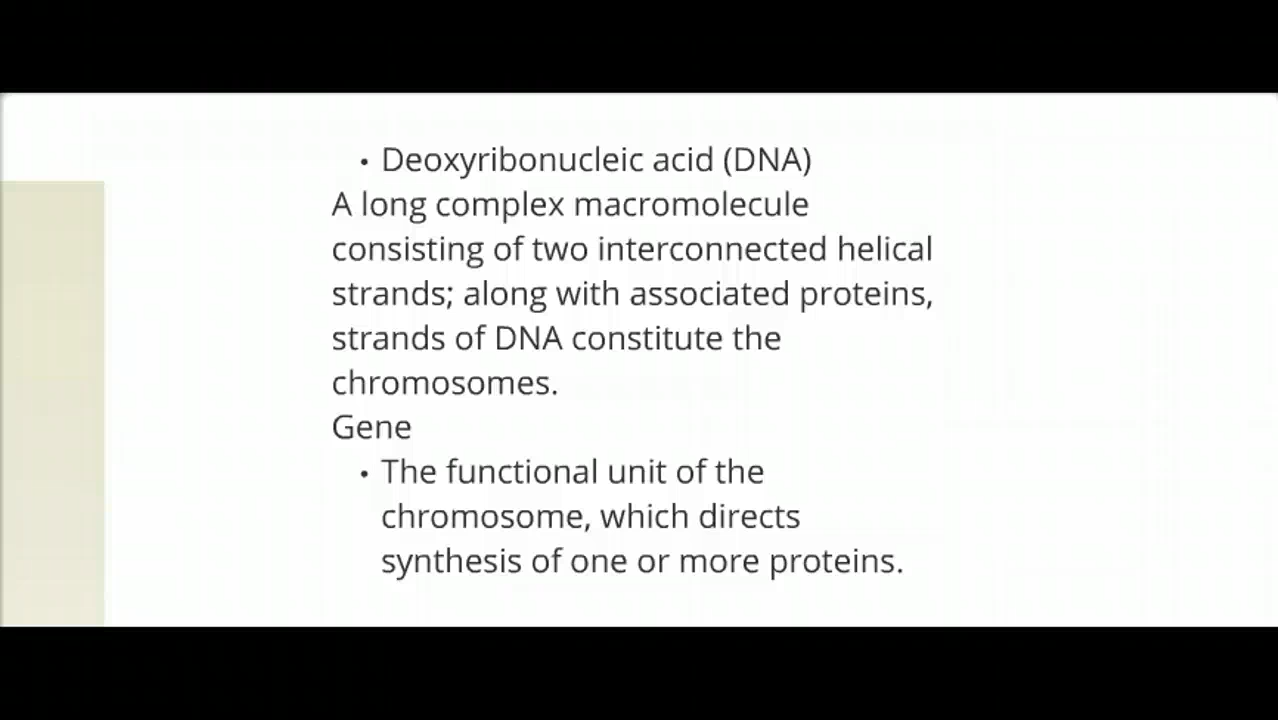 • Deoxyribonucleic acid (DNA)
A long complex macromolecule
consisting of two interconnected helical
strands; along with associated proteins,
strands of DNA constitute the
chromosomes.
Gene
• The functional unit of the
chromosome, which directs
synthesis of one or more proteins.